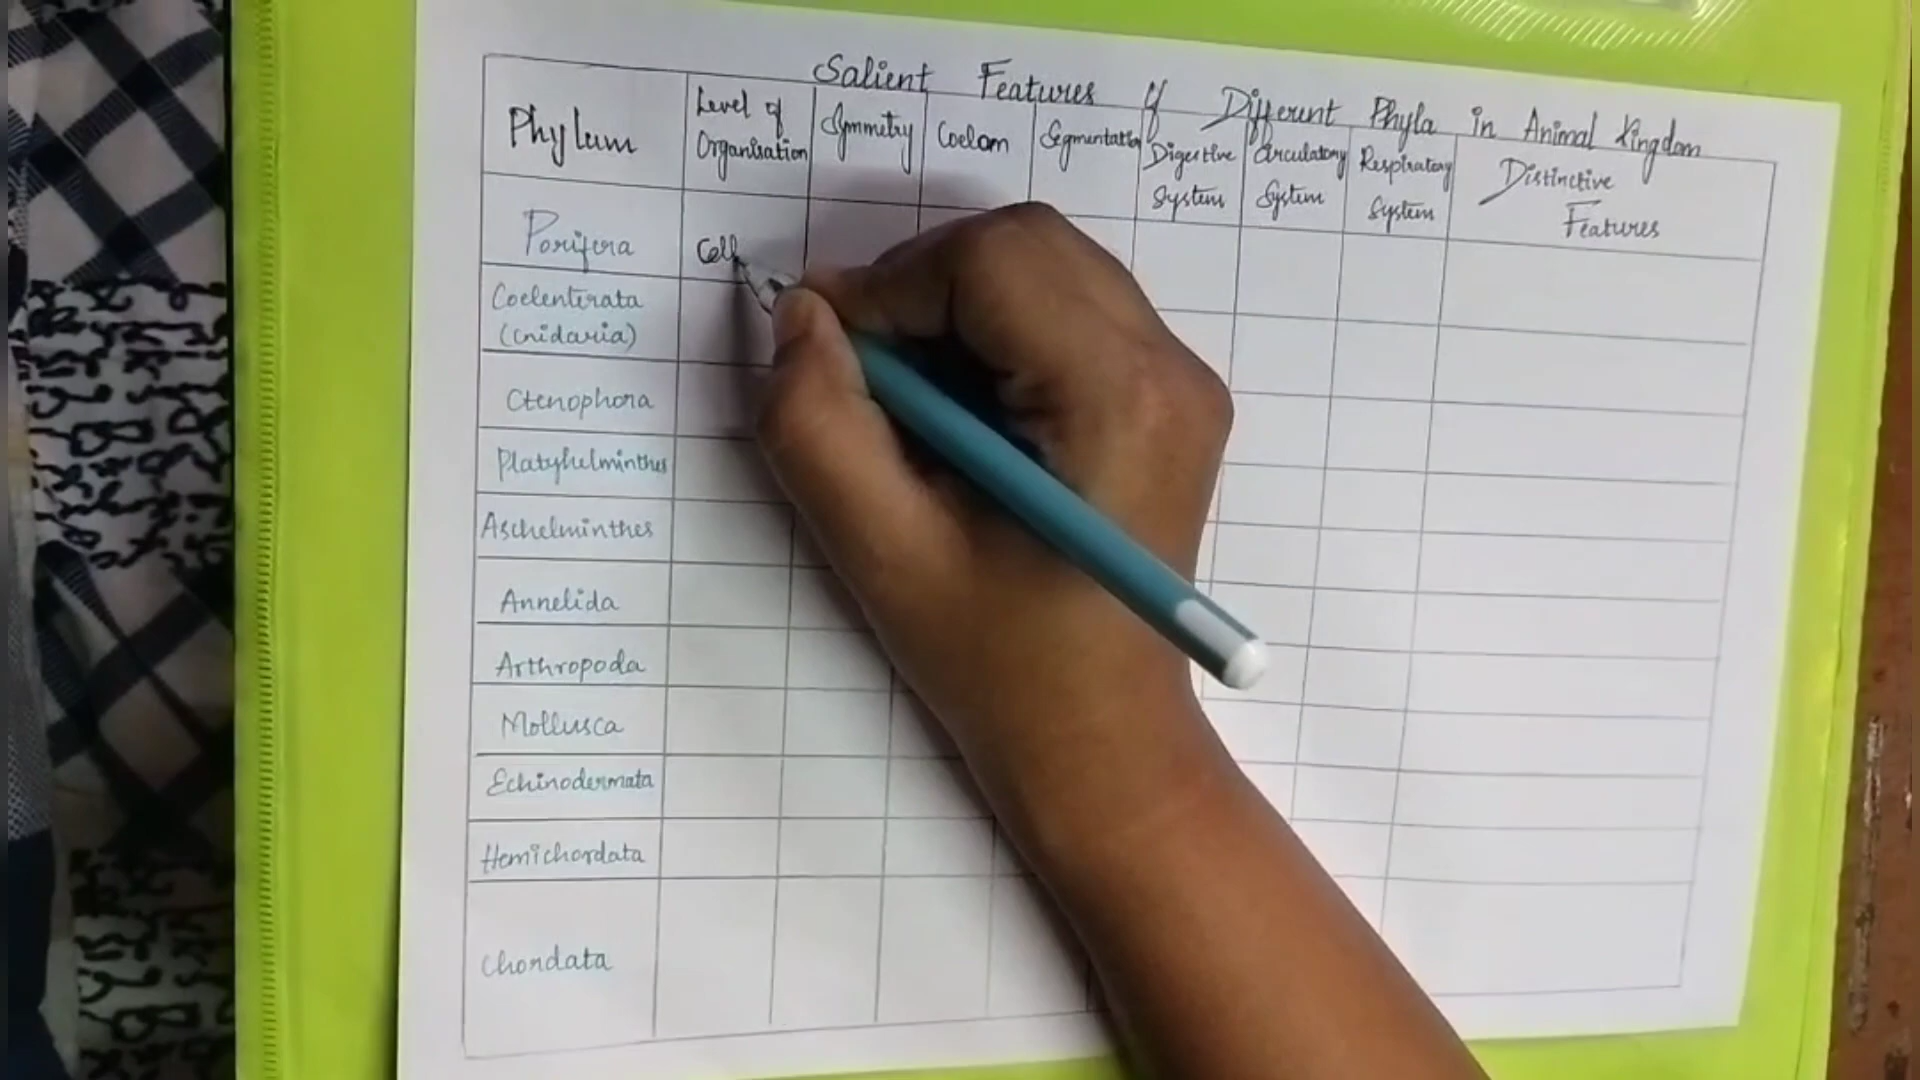 Salient Features of Different Phyla in Animal Kingdom
Phylum
Level of
Organisation
Symmetry
Coelom
Segmentation
Digestive
System
Circulatory
System
Respiratory
System
Distinctive
Features
Porifera
Cell
Coelenterata
(Cnidaria)
Ctenophora
Platyhelminthes
Aschelminthes
Annelida
Arthropoda
Mollusca
Echinodermata
Hemichordata
Chordata